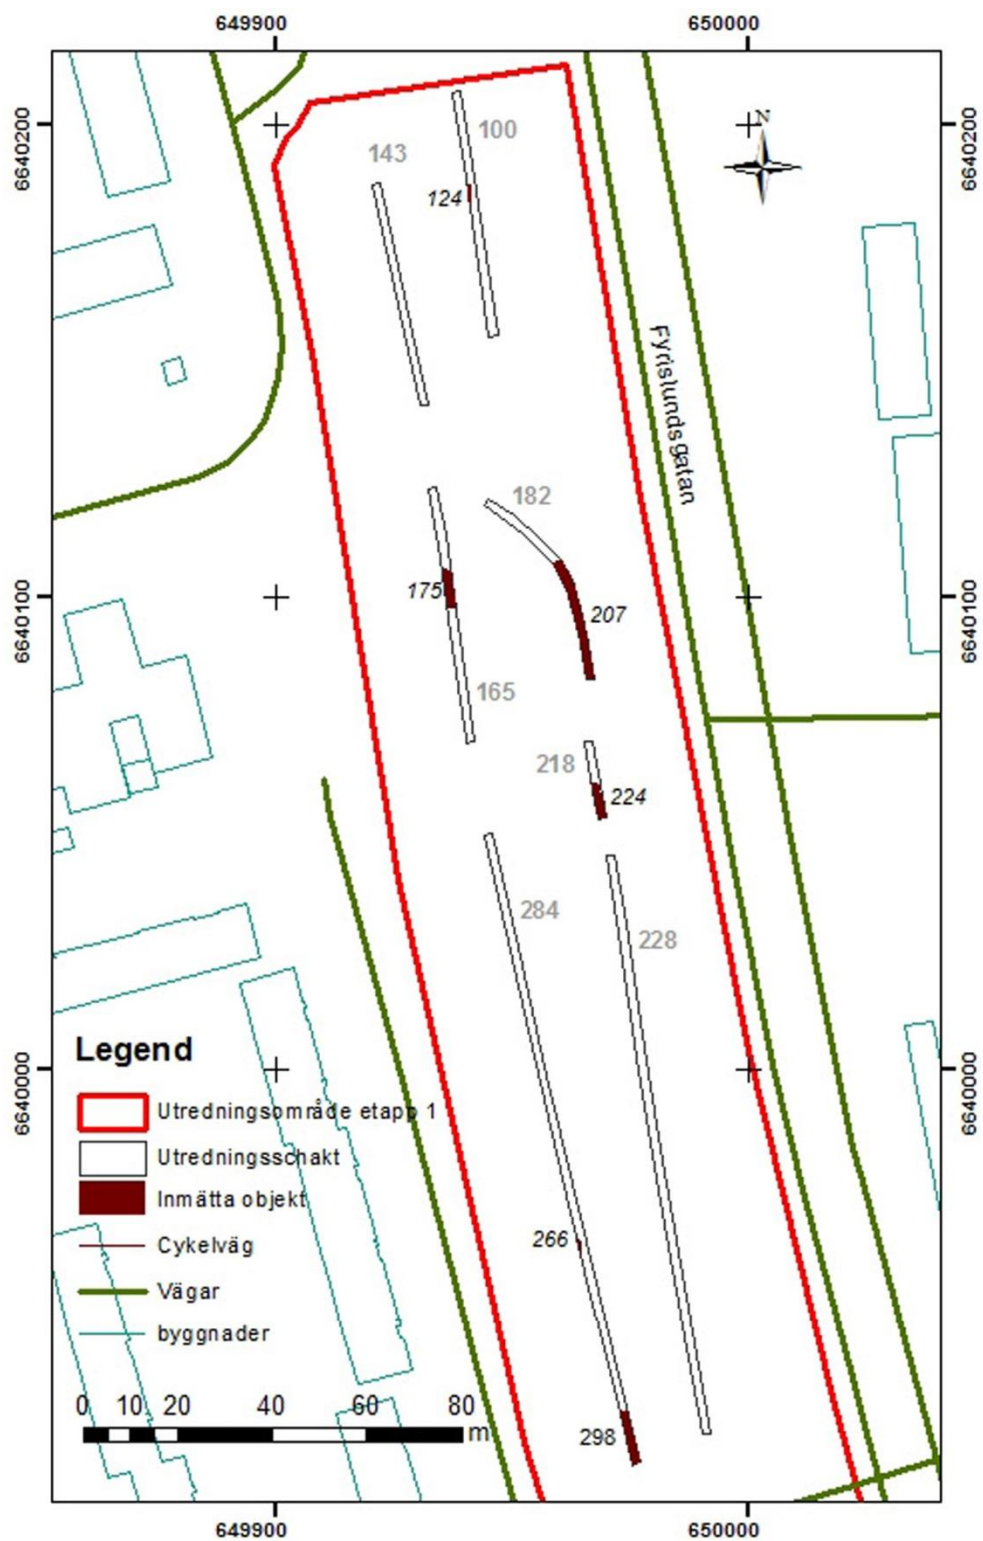 649900 650000
6640200 6640200
N
100
143
124
Fyrislundsgatan
182
6640100 6640100
175
207
165
218
224
284
228
Legend
6640000 6640000
Utredningsområde etapp 1
Utredningsschakt
Inmätta objekt
Cykelväg
266
Vägar
byggnader
0 10 20 40 60 80
m
298
649900 650000